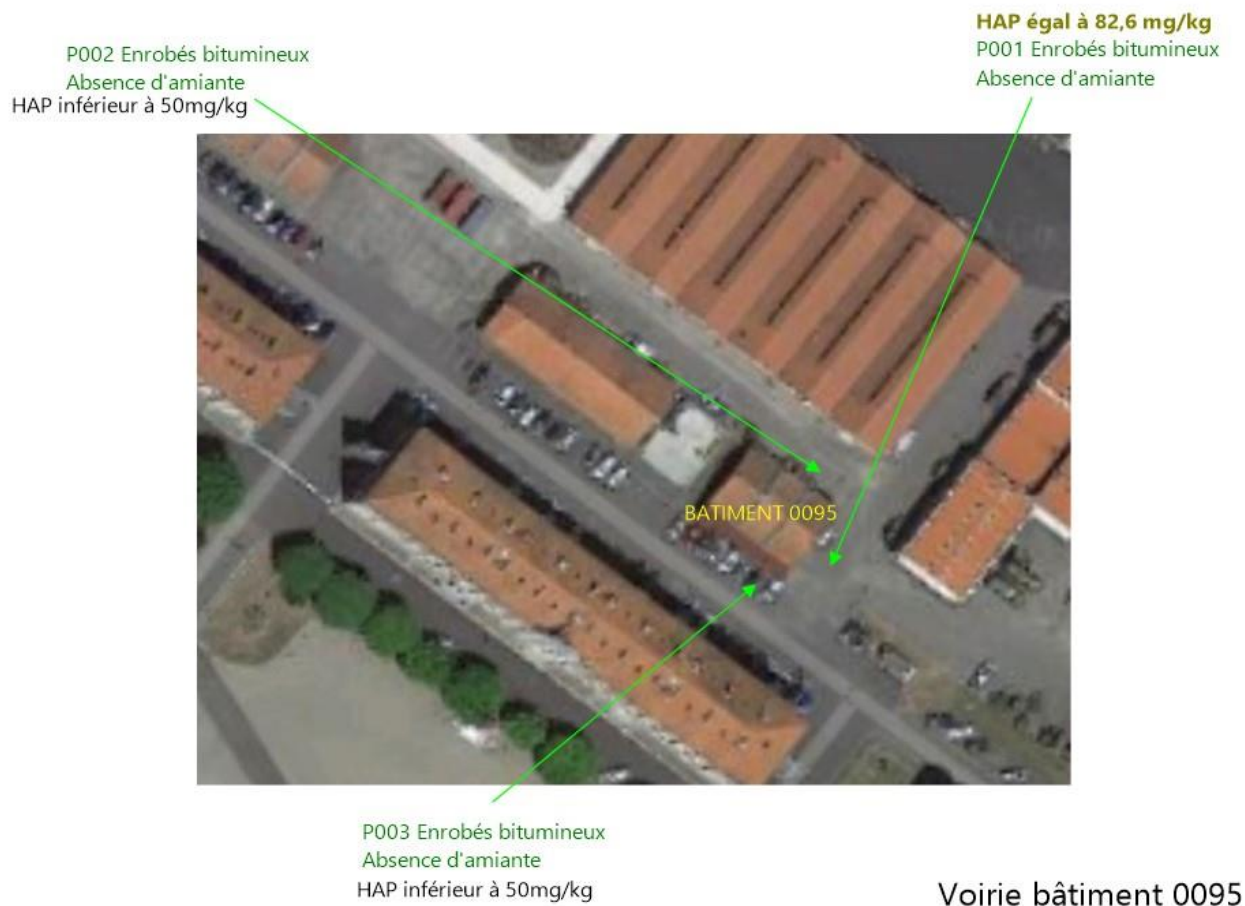 HAP égal à 82,6 mg/kg
P001 Enrobés bitumineux
Absence d'amiante
P002 Enrobés bitumineux
Absence d'amiante
HAP inférieur à 50mg/kg
BATIMENT 0095
P003 Enrobés bitumineux
Absence d'amiante
HAP inférieur à 50mg/kg
Voirie bâtiment 0095